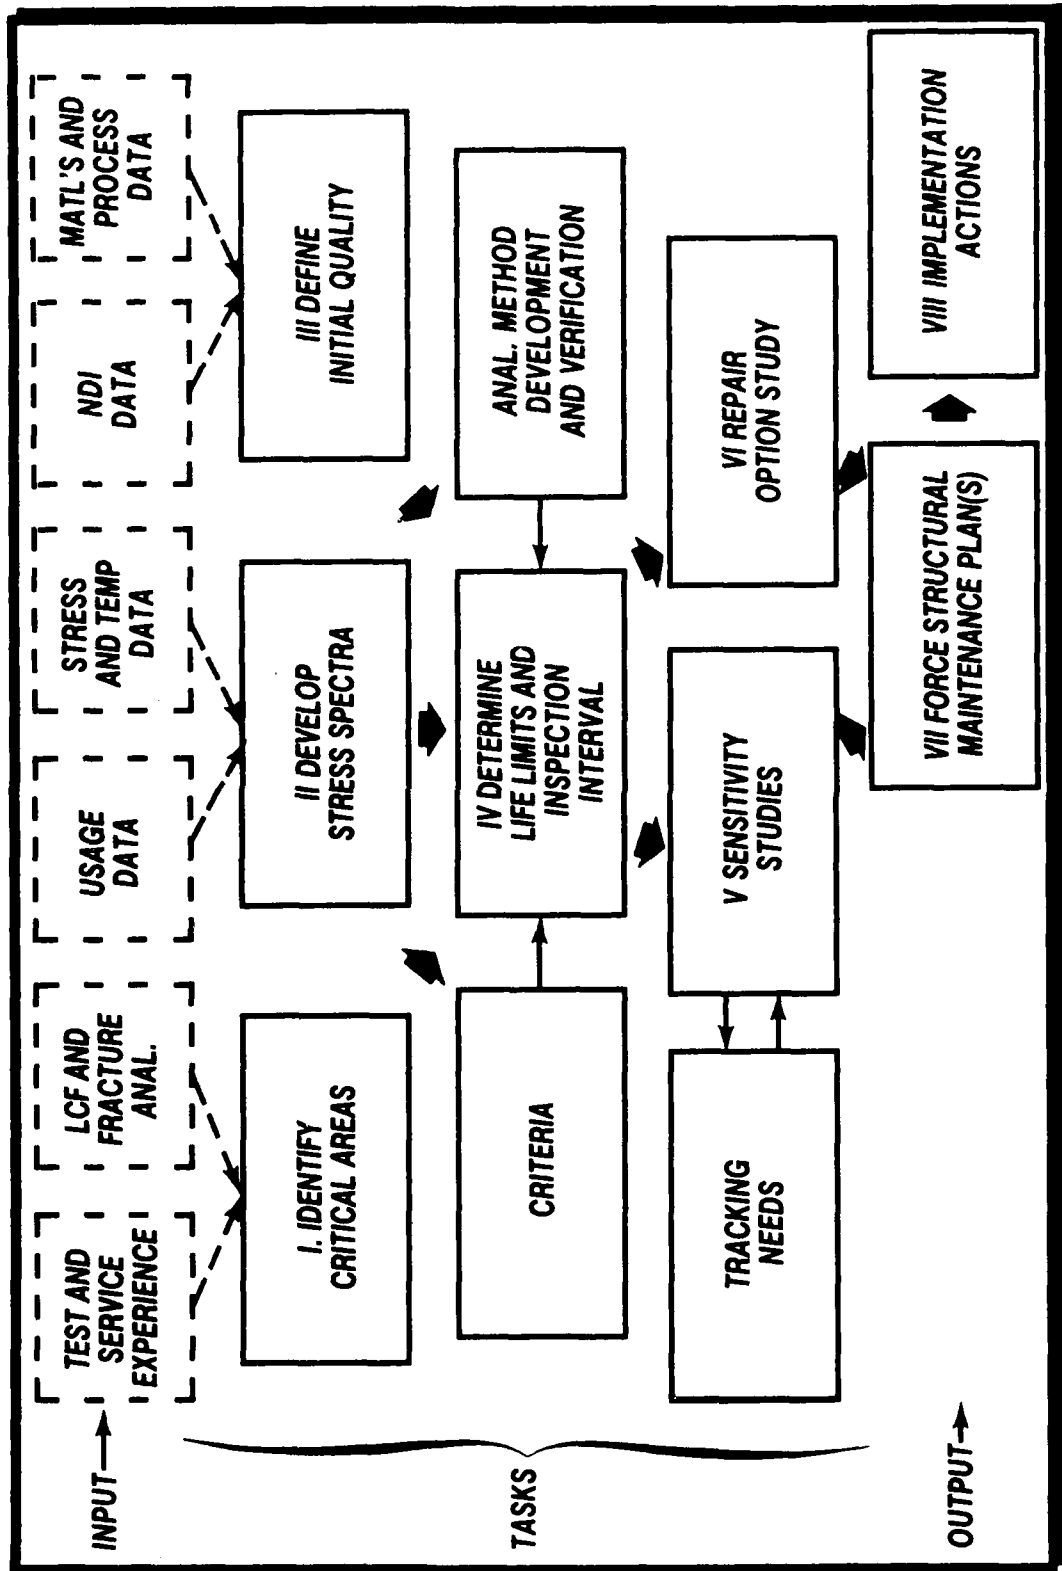 INPUT
TEST AND
SERVICE
EXPERIENCE
LCF AND
FRACTURE
ANAL.
USAGE
DATA
STRESS
AND TEMP
DATA
NDI
DATA
MATL'S AND
PROCESS
DATA
TASKS
I. IDENTIFY
CRITICAL AREAS
II DEVELOP
STRESS SPECTRA
III DEFINE
INITIAL QUALITY
CRITERIA
IV DETERMINE
LIFE LIMITS AND
INSPECTION
INTERVAL
ANAL. METHOD
DEVELOPMENT
AND VERIFICATION
TRACKING
NEEDS
V SENSITIVITY
STUDIES
VI REPAIR
OPTION STUDY
OUTPUT
VII FORCE STRUCTURAL
MAINTENANCE PLAN(S)
VIII IMPLEMENTATION
ACTIONS